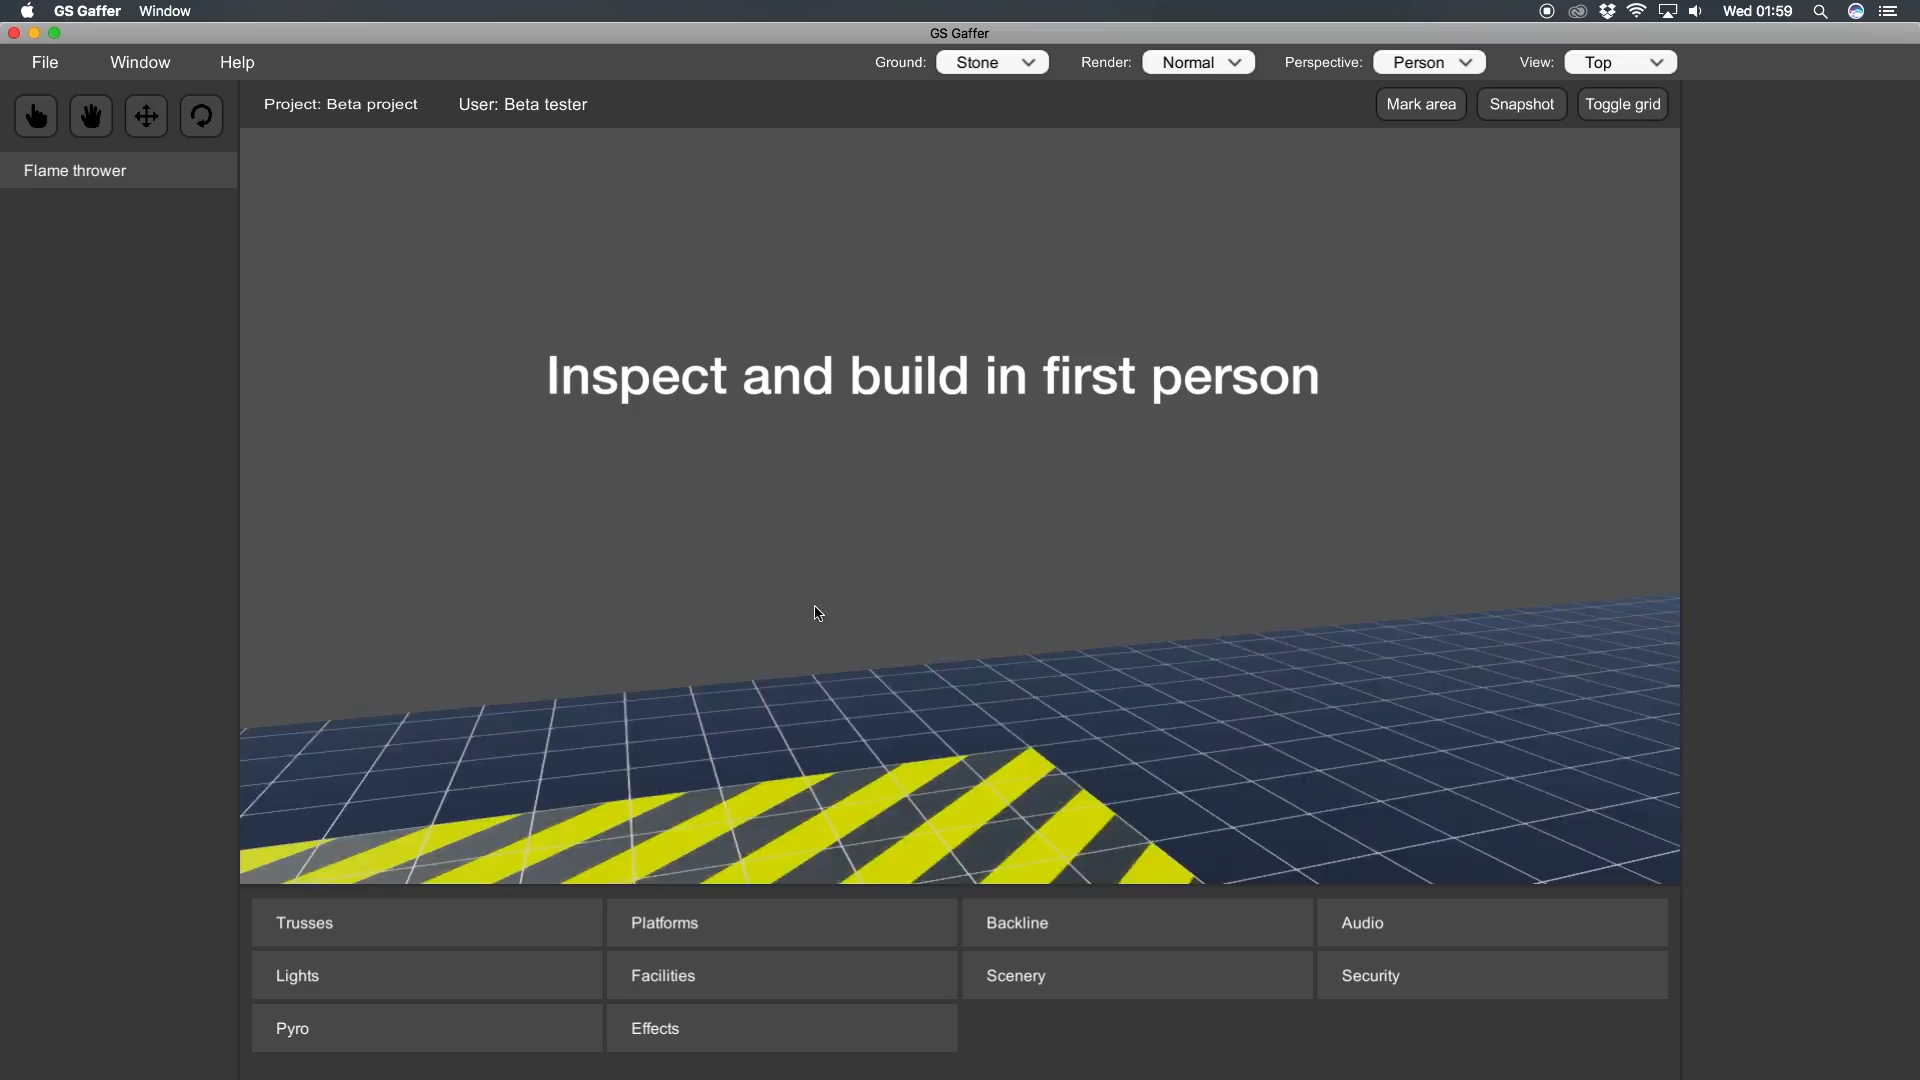 GS Gaffer Window Wed 01:59
GS Gaffer
File Window Help Ground: Stone Render: Normal Perspective: Person View: Top
Project: Beta project User: Beta tester Mark area Snapshot Toggle grid
Flame thrower
Inspect and build in first person
Trusses Platforms Backline Audio
Lights Facilities Scenery Security
Pyro Effects